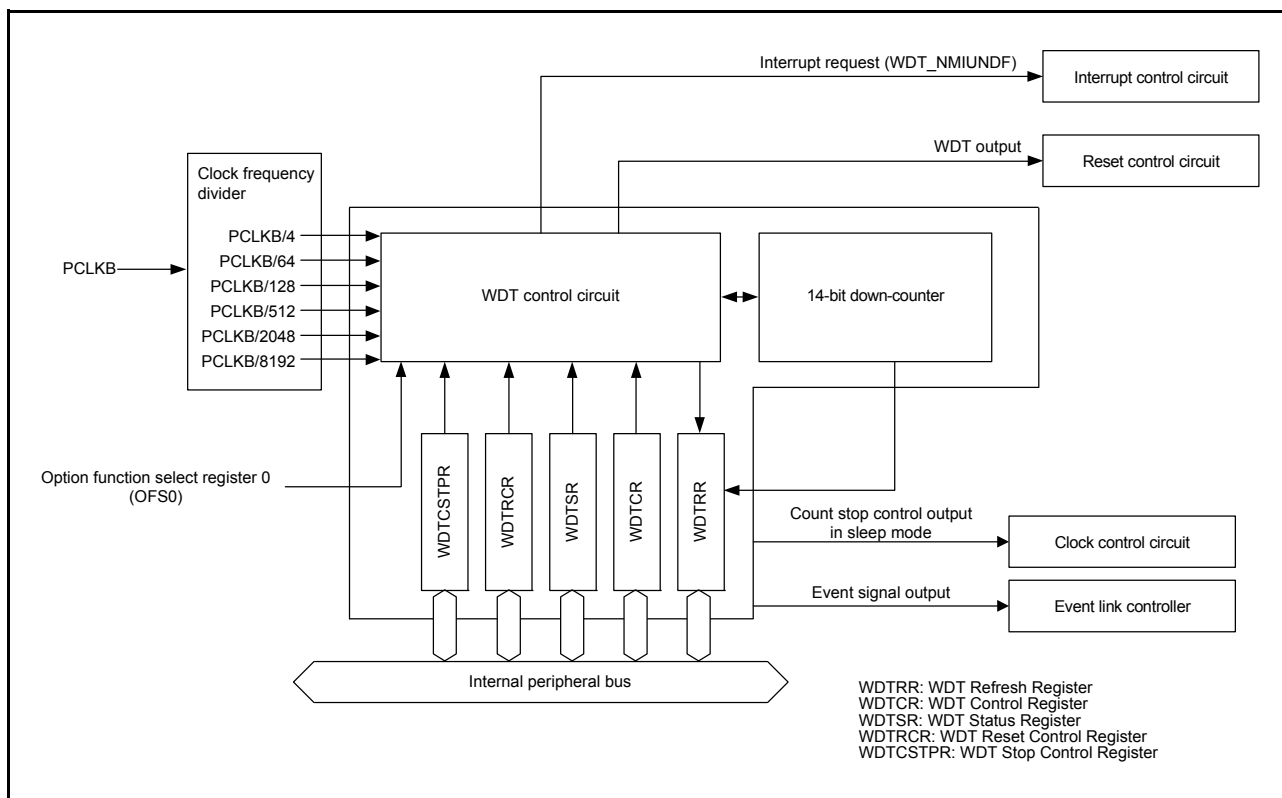 Interrupt request (WDT_NMIUNDF)
Interrupt control circuit
WDT output
Reset control circuit
Clock frequency
divider
PCLKB
PCLKB/4
PCLKB/64
PCLKB/128
PCLKB/512
PCLKB/2048
PCLKB/8192
WDT control circuit
14-bit down-counter
Option function select register 0
(OFS0)
WDTCSTPR
WDTRCR
WDTSR
WDTCR
WDTRR
Count stop control output
in sleep mode
Clock control circuit
Event signal output
Event link controller
Internal peripheral bus
WDTRR: WDT Refresh Register
WDTCR: WDT Control Register
WDTSR: WDT Status Register
WDTRCR: WDT Reset Control Register
WDTCSTPR: WDT Stop Control Register